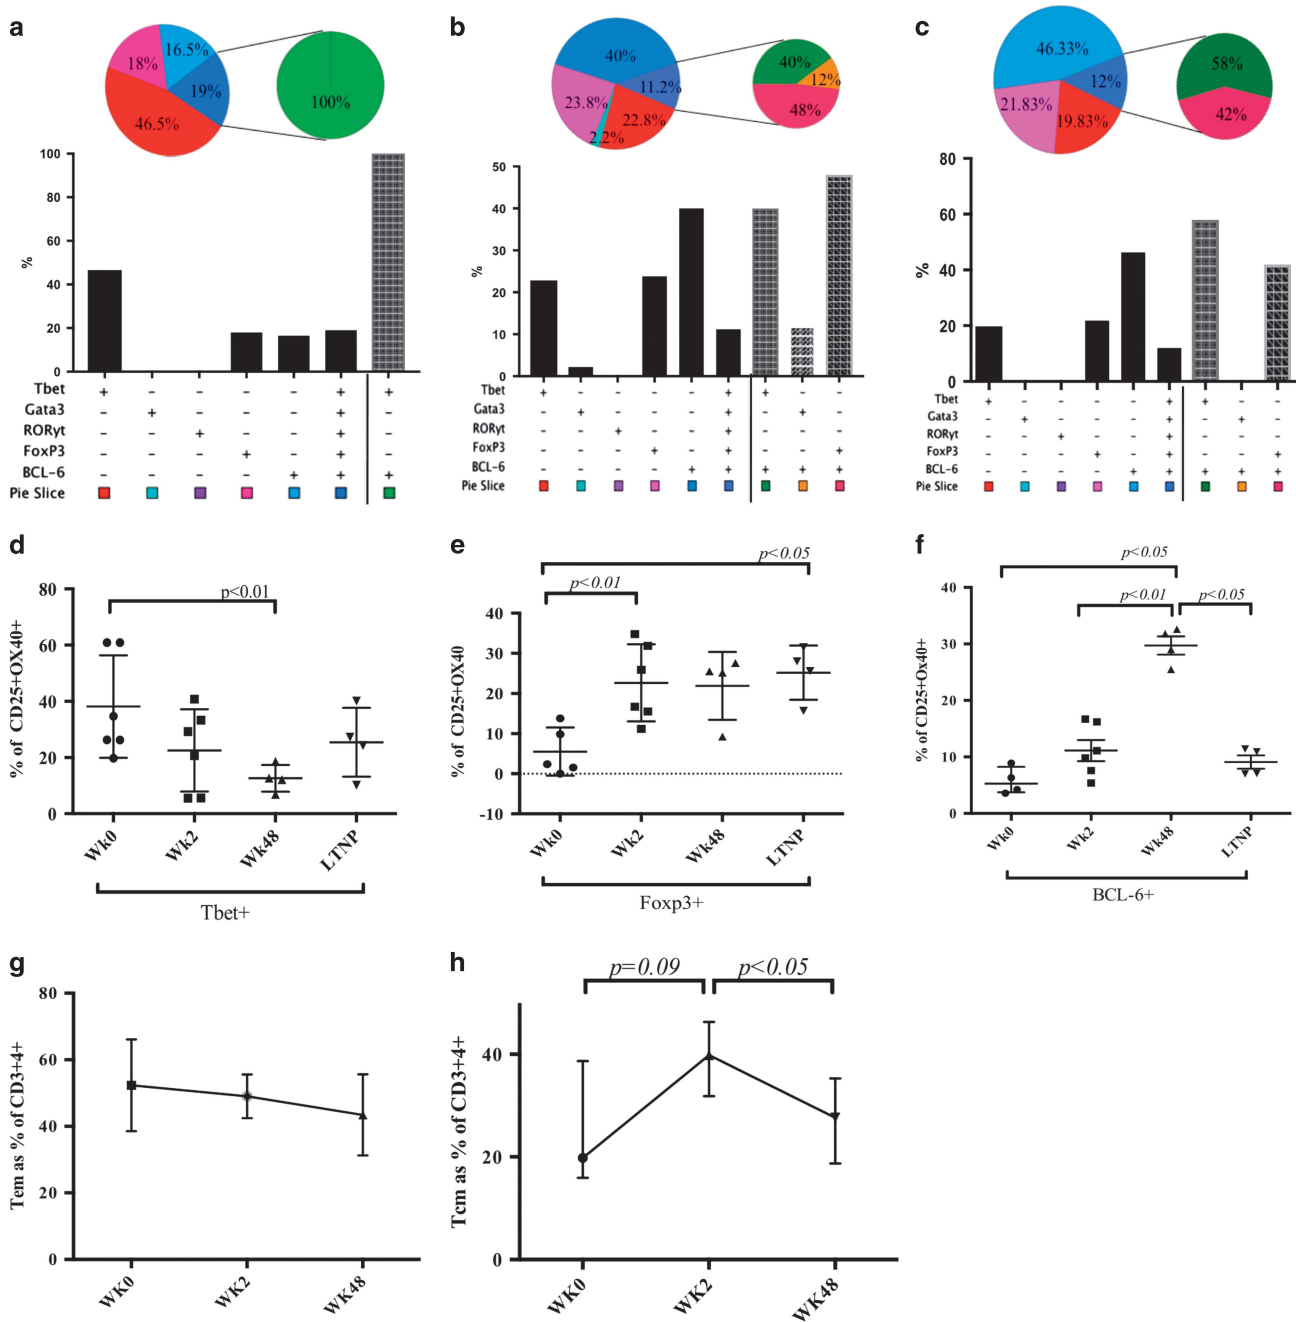 a
16.5%
18%
19%
46.5%
100%
100
80
60
40
20
0
%
Tbet + – – – – + +
Gata3 – + – – – + –
RORyt – – + – – + –
FoxP3 – – – + – + –
BCL-6 – – – – + + +
Pie Slice
b
40%
11.2%
23.8%
22.8%
2.2%
40%
12%
48%
50
40
30
20
10
0
%
Tbet + – – – – + + – –
Gata3 – + – – – + – + –
RORyt – – + – – + – – –
FoxP3 – – – + – + – – +
BCL-6 – – – – + + + + +
Pie Slice
c
46.33%
12%
21.83%
19.83%
58%
42%
80
60
40
20
0
%
Tbet + – – – – + + – –
Gata3 – + – – – + – + –
RORyt – – + – – + – – –
FoxP3 – – – + – + – – +
BCL-6 – – – – + + + + +
Pie Slice
d
p<0.01
80
60
40
20
0
% of CD25+OX40+
Wk0
Wk2
Wk48
LTNP
Tbet+
e
p<0.05
p<0.01
40
30
20
10
0
-10
% of CD25+OX40
Wk0
Wk2
Wk48
LTNP
Foxp3+
f
p<0.05
p<0.01
p<0.05
40
30
20
10
0
% of CD25+Ox40+
Wk0
Wk2
Wk48
LTNP
BCL-6+
g
80
60
40
20
0
Tem as % of CD3+4+
WK0
WK2
WK48
h
p=0.09
p<0.05
40
20
0
Tcm as % of CD3+4+
WK0
WK2
WK48